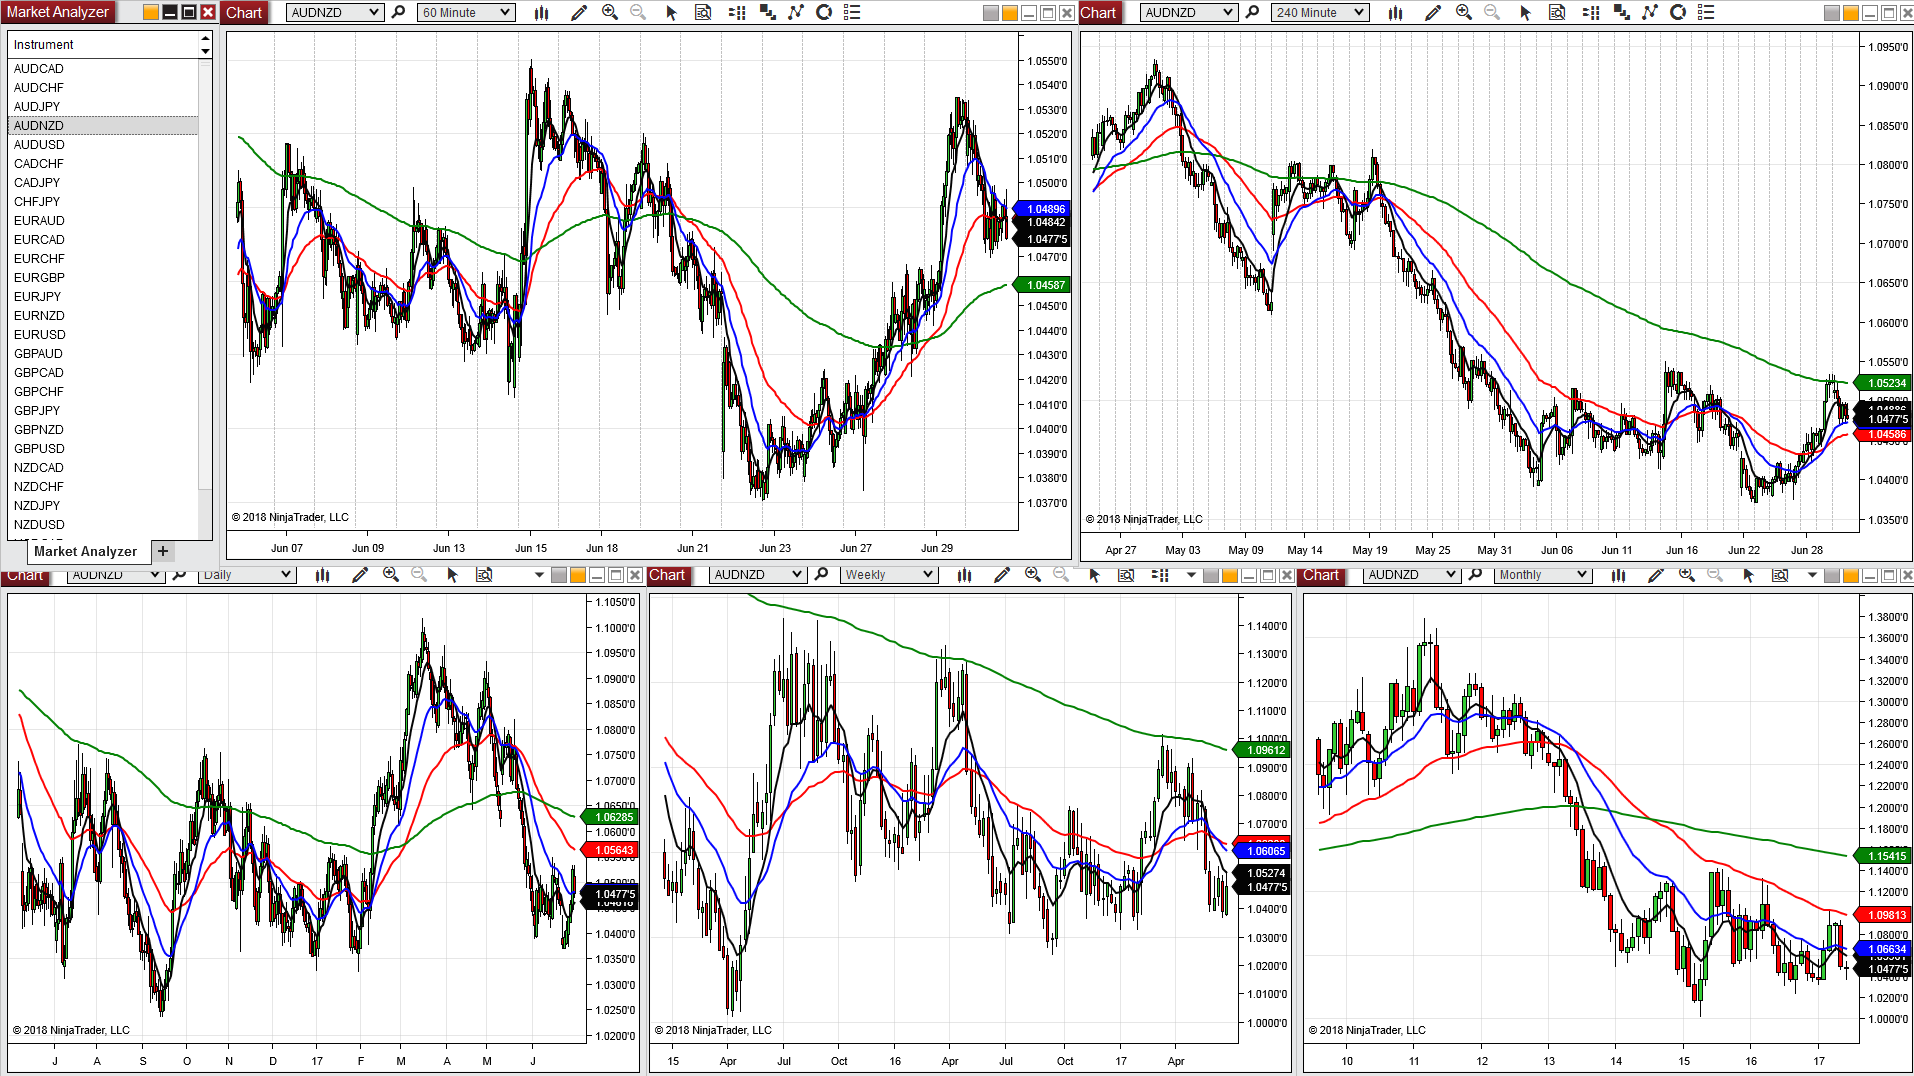 Market Analyzer
Instrument
AUDCAD
AUDCHF
AUDJPY
AUDNZD
AUDUSD
CADCHF
CADJPY
CHFJPY
EURAUD
EURCAD
EURCHF
EURGBP
EURJPY
EURNZD
EURUSD
GBPAUD
GBPCAD
GBPCHF
GBPJPY
GBPNZD
GBPUSD
NZDCAD
NZDCHF
NZDJPY
NZDUSD
Market Analyzer +
Chart AUDNZD 60 Minute
1.0550'0
1.0540'0
1.0530'0
1.0520'0
1.0510'0
1.0500'0
1.04896
1.04842
1.0477'5
1.0470'0
1.04587
1.0450'0
1.0440'0
1.0430'0
1.0420'0
1.0410'0
1.0400'0
1.0390'0
1.0380'0
1.0370'0
© 2018 NinjaTrader, LLC
Jun 07 Jun 09 Jun 13 Jun 15 Jun 18 Jun 21 Jun 23 Jun 27 Jun 29
Chart AUDNZD 240 Minute
1.0950'0
1.0900'0
1.0850'0
1.0800'0
1.0750'0
1.0700'0
1.0650'0
1.0600'0
1.0550'0
1.05234
1.0477'5
1.04586
1.0400'0
1.0350'0
© 2018 NinjaTrader, LLC
Apr 27 May 03 May 09 May 14 May 19 May 25 May 31 Jun 06 Jun 11 Jun 16 Jun 22 Jun 28
Chart AUDNZD Daily
1.1050'0
1.1000'0
1.0950'0
1.0900'0
1.0850'0
1.0800'0
1.0750'0
1.0700'0
1.0650'0
1.06285
1.0600'0
1.05643
1.0477'5
1.0400'0
1.0350'0
1.0300'0
1.0250'0
1.0200'0
© 2018 NinjaTrader, LLC
J A S O N D 17 F M A M J
Chart AUDNZD Weekly
1.1400'0
1.1300'0
1.1200'0
1.1100'0
1.1000'0
1.09612
1.0900'0
1.0800'0
1.0700'0
1.06065
1.05274
1.0477'5
1.0400'0
1.0300'0
1.0200'0
1.0100'0
1.0000'0
© 2018 NinjaTrader, LLC
15 Apr Jul Oct 16 Apr Jul Oct 17 Apr
Chart AUDNZD Monthly
1.3800'0
1.3600'0
1.3400'0
1.3200'0
1.3000'0
1.2800'0
1.2600'0
1.2400'0
1.2200'0
1.2000'0
1.1800'0
1.15415
1.1400'0
1.1200'0
1.09813
1.0800'0
1.06634
1.0477'5
1.0200'0
1.0000'0
© 2018 NinjaTrader, LLC
10 11 12 13 14 15 16 17